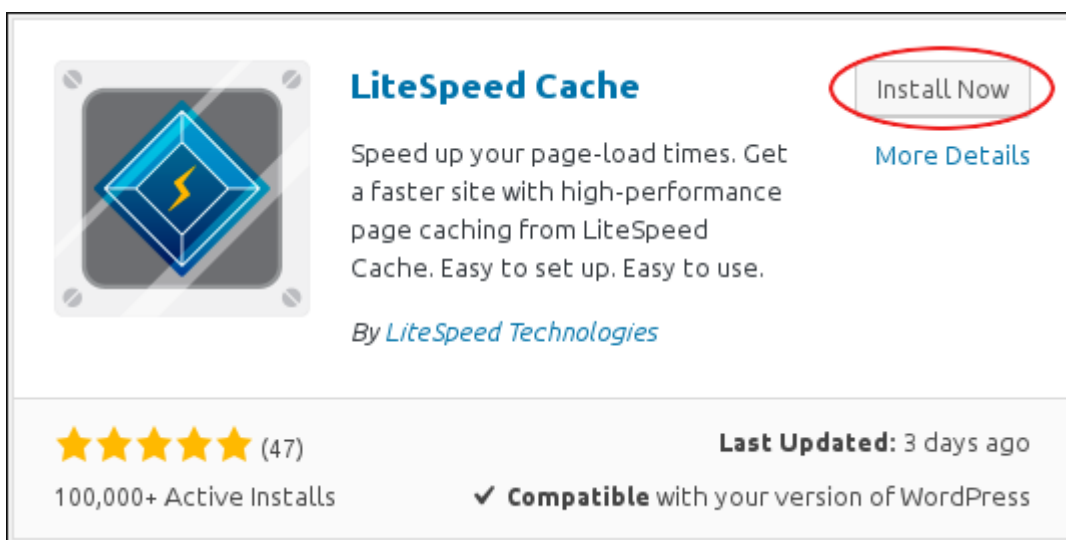 LiteSpeed Cache
Install Now
More Details
Speed up your page-load times. Get
a faster site with high-performance
page caching from LiteSpeed
Cache. Easy to set up. Easy to use.
By LiteSpeed Technologies
(47)
100,000+ Active Installs
Last Updated: 3 days ago
✔ Compatible with your version of WordPress